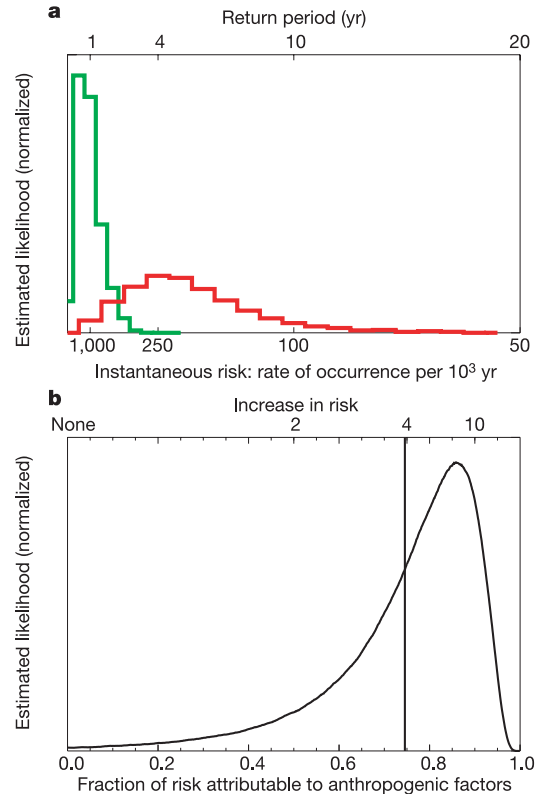 a
Return period (yr)
1 4 10 20
Estimated likelihood (normalized)
1,000 250 100 50
Instantaneous risk: rate of occurrence per 10³ yr
b
Increase in risk
None 2 4 10
Estimated likelihood (normalized)
0.0 0.2 0.4 0.6 0.8 1.0
Fraction of risk attributable to anthropogenic factors